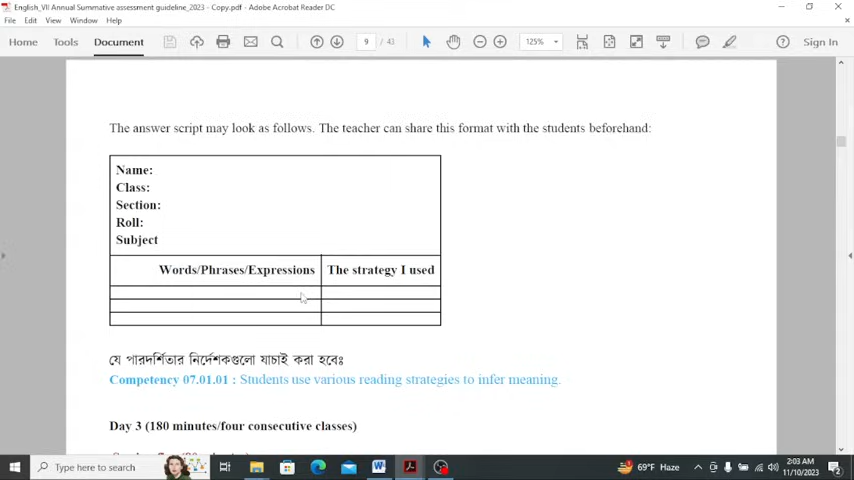 English_VII Annual Summative assessment guideline_2023 - Copy.pdf - Adobe Acrobat Reader DC
File Edit View Window Help
Home Tools Document 9 / 43 125% Sign In
The answer script may look as follows. The teacher can share this format with the students beforehand:
Name:
Class:
Section:
Roll:
Subject
Words/Phrases/Expressions The strategy I used
যে পারদর্শিতার নির্দেশকগুলো যাচাই করা হবেঃ
Competency 07.01.01 : Students use various reading strategies to infer meaning.
Day 3 (180 minutes/four consecutive classes)
Type here to search 69°F Haze 2:03 AM
11/10/2023 2